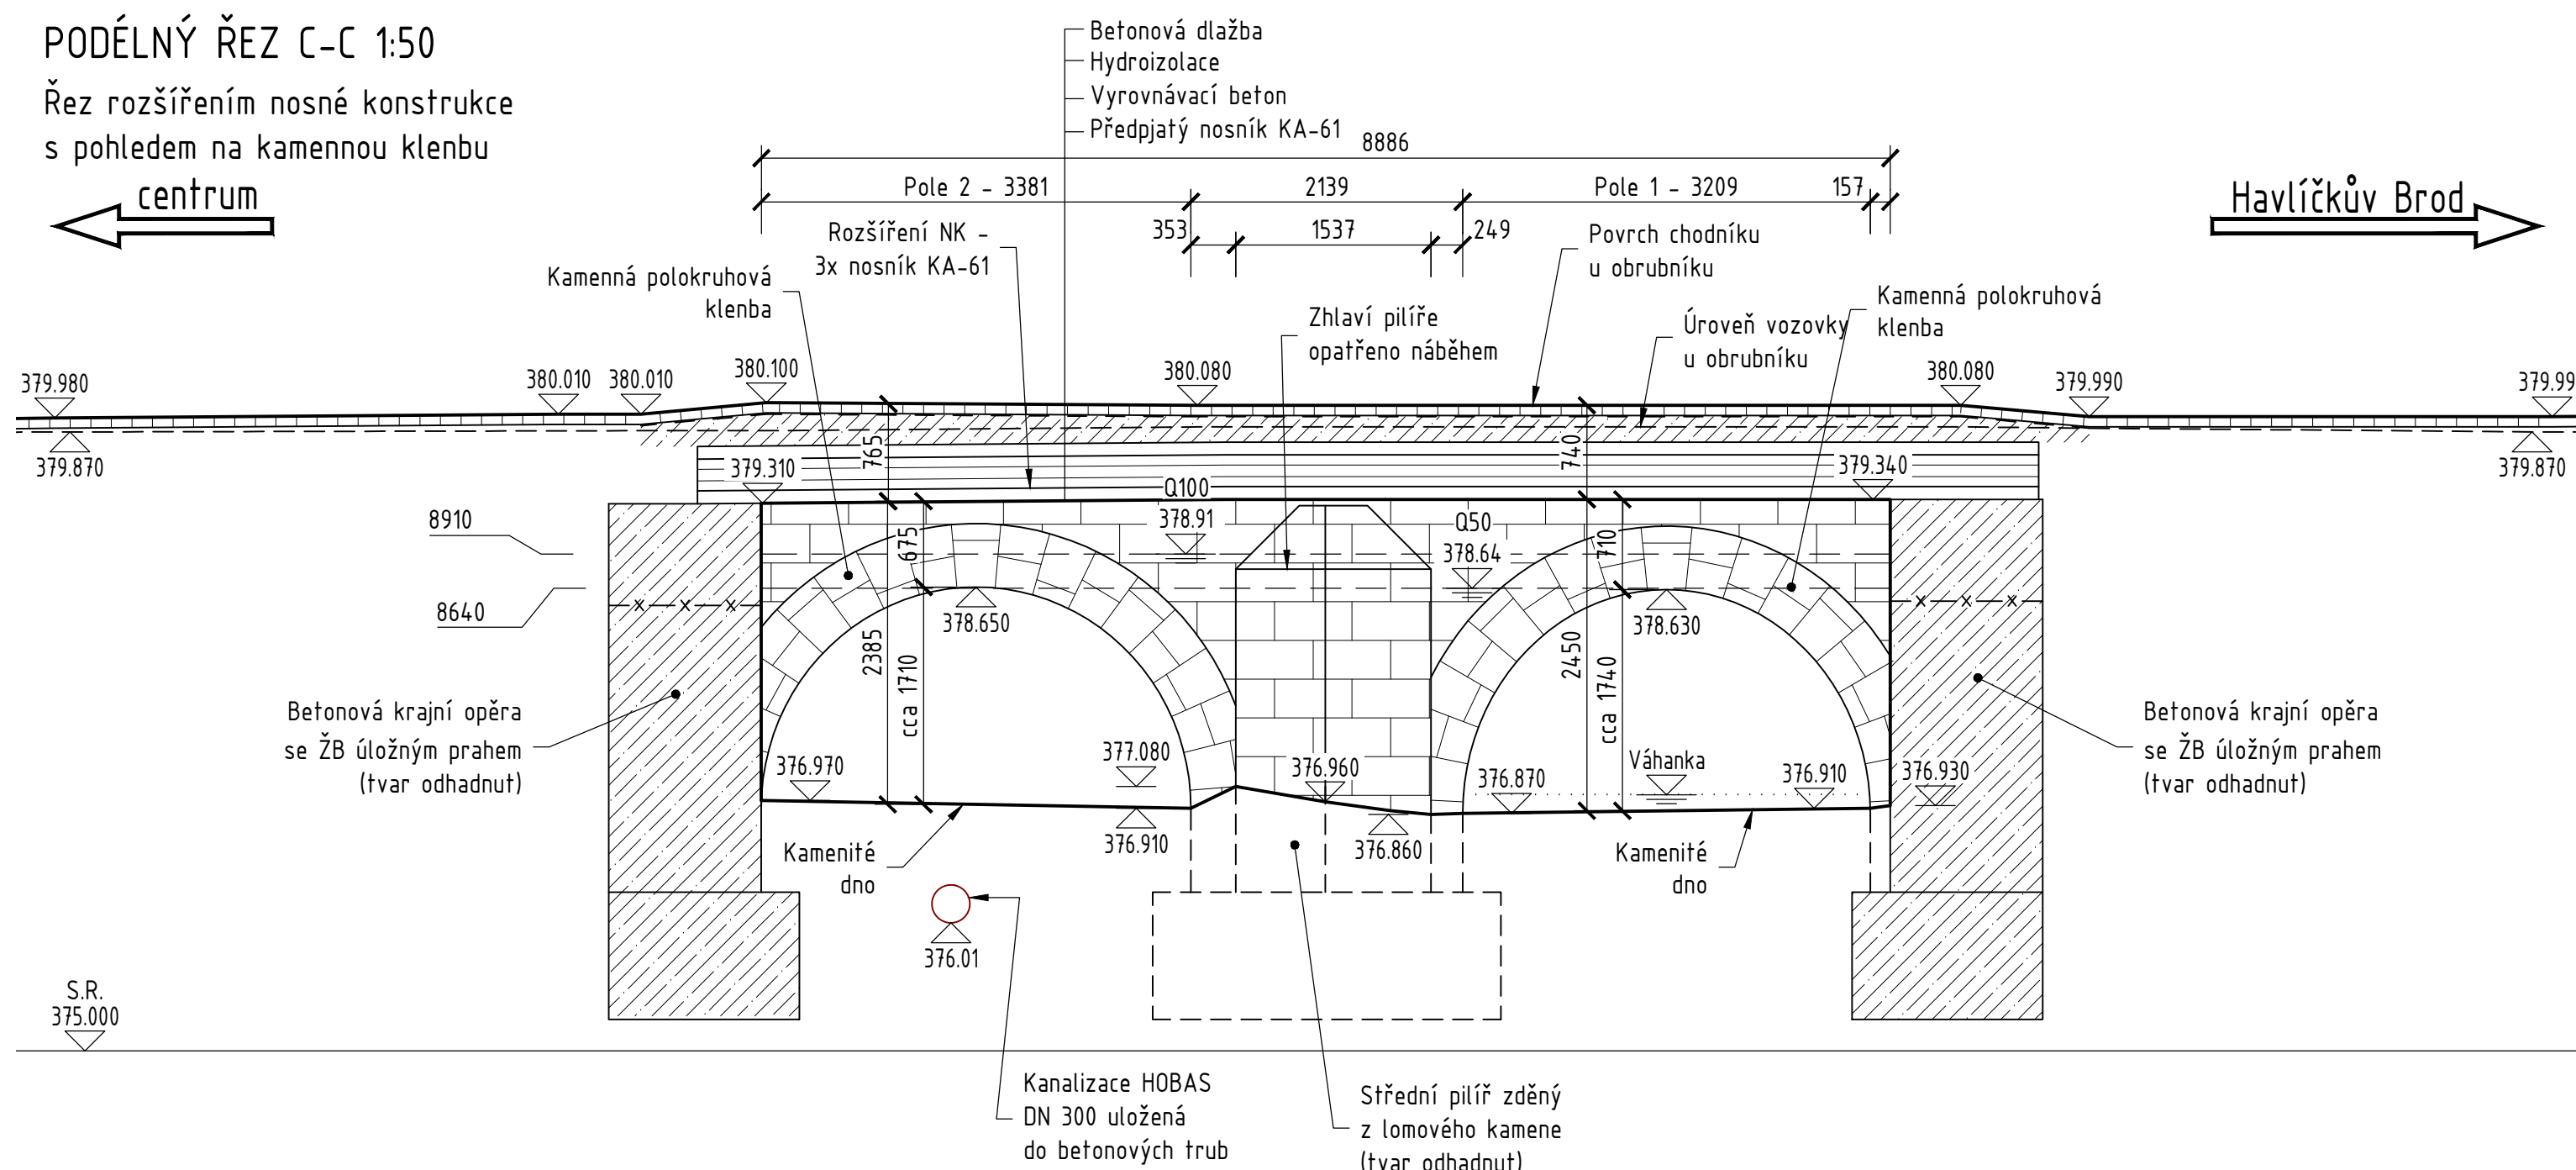 PODÉLNÝ ŘEZ C-C 1:50
Řez rozšířením nosné konstrukce
s pohledem na kamennou klenbu
centrum
Havlíčkův Brod
Betonová dlažba
Hydroizolace
Vyrovnávací beton
Předpjatý nosník KA-61
8886
Pole 2 - 3381
2139
Pole 1 - 3209
157
353
1537
249
Rozšíření NK -
3x nosník KA-61
Kamenná polokruhová
klenba
Zhlaví pilíře
opatřeno náběhem
Povrch chodníku
u obrubníku
Úroveň vozovky
u obrubníku
Kamenná polokruhová
klenba
379.980
380.010
380.010
380.100
380.080
380.080
379.990
379.99
379.870
379.310
765
740
379.340
379.870
Q100
378.91
Q50
378.64
8910
8640
675
710
378.650
378.630
2385
cca 1710
2450
cca 1740
Betonová krajní opěra
se ŽB úložným prahem
(tvar odhadnut)
Betonová krajní opěra
se ŽB úložným prahem
(tvar odhadnut)
376.970
377.080
376.960
376.870
Váhanka
376.910
376.930
376.910
376.860
Kamenité
dno
Kamenité
dno
376.01
S.R.
375.000
Kanalizace HOBAS
DN 300 uložená
do betonových trub
Střední pilíř zděný
z lomového kamene
(tvar odhadnut)